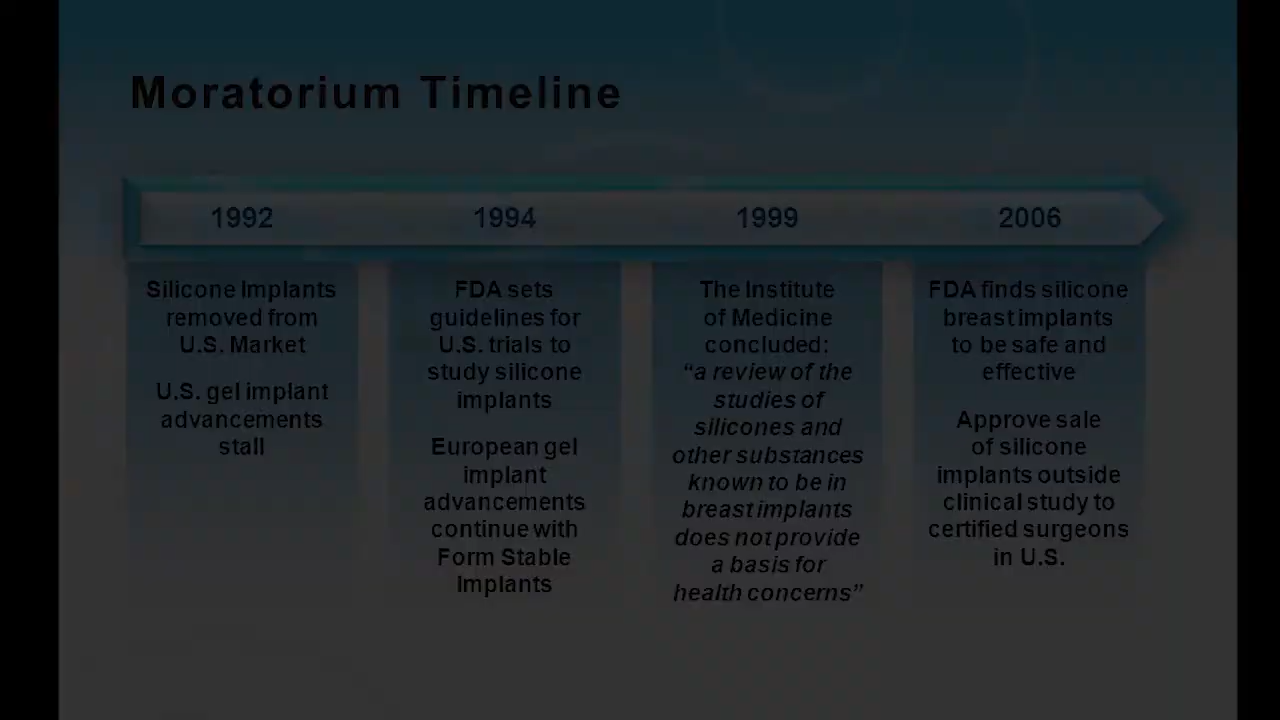 Moratorium Timeline
1992
1994
1999
2006
Silicone Implants
removed from
U.S. Market
U.S. gel implant
advancements
stall
FDA sets
guidelines for
U.S. trials to
study silicone
implants
European gel
implant
advancements
continue with
Form Stable
Implants
The Institute
of Medicine
concluded:
“a review of the
studies of
silicones and
other substances
known to be in
breast implants
does not provide
a basis for
health concerns”
FDA finds silicone
breast implants
to be safe and
effective
Approve sale
of silicone
implants outside
clinical study to
certified surgeons
in U.S.